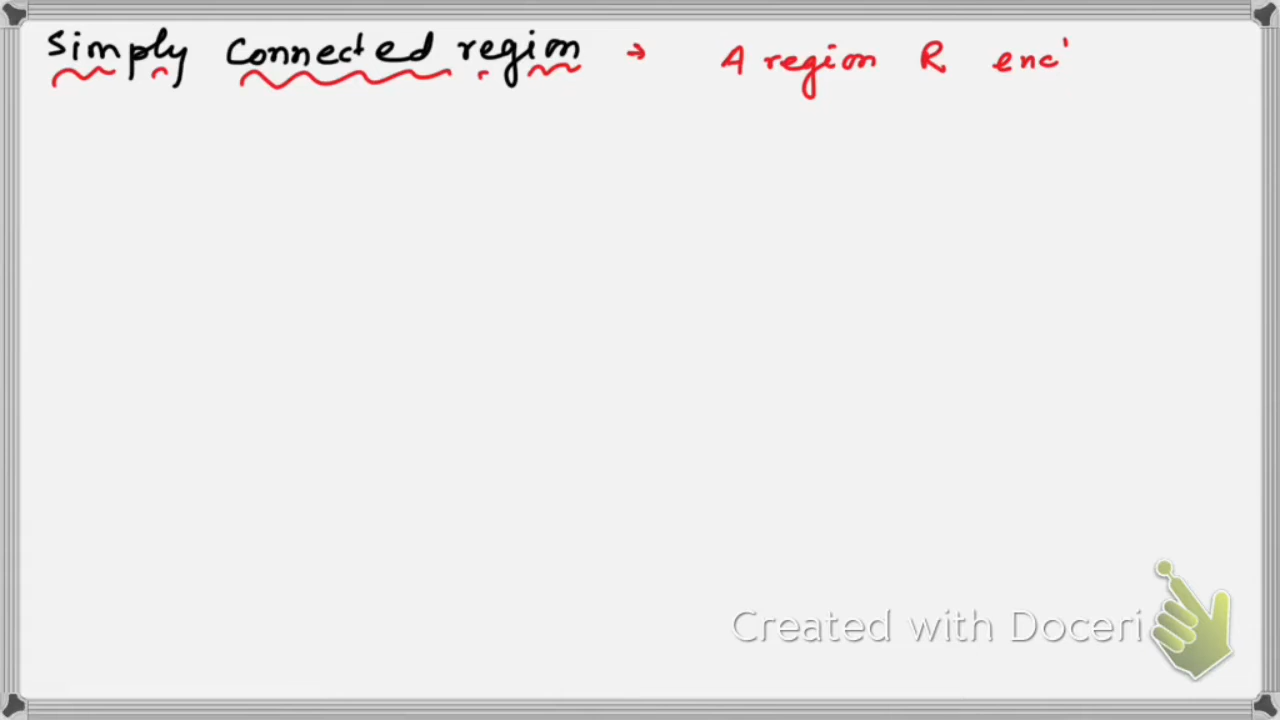 Simply Connected region → A region R enc
Created with Doceri